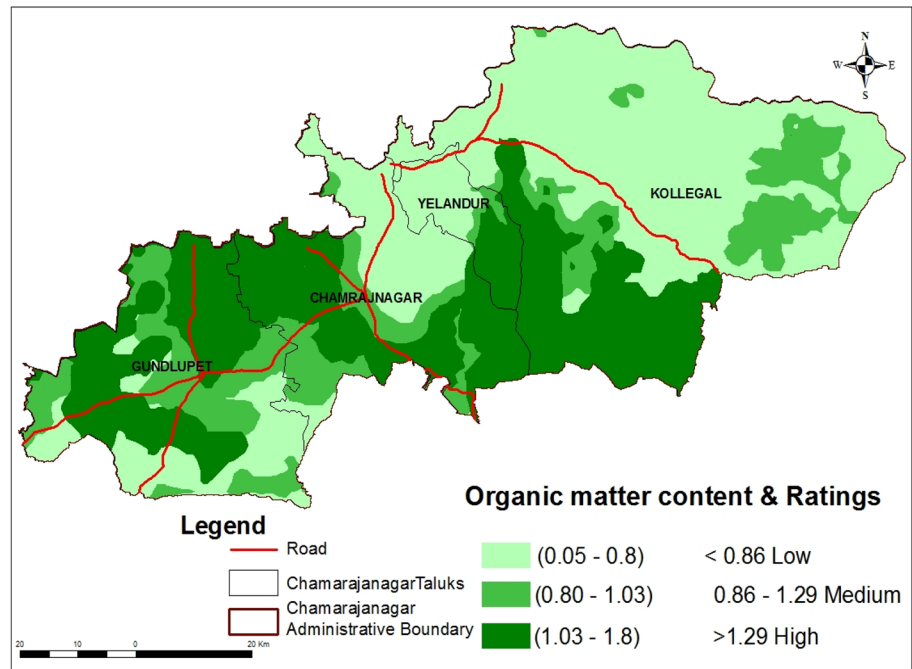 N
W E
S
YELANDUR
KOLLEGAL
CHAMRAJNAGAR
GUNDLUPET
Organic matter content & Ratings
(0.05 - 0.8) < 0.86 Low
(0.80 - 1.03) 0.86 - 1.29 Medium
(1.03 - 1.8) >1.29 High
Legend
Road
ChamarajanagarTaluks
Chamarajanagar
Administrative Boundary
20 10 0 20 Km